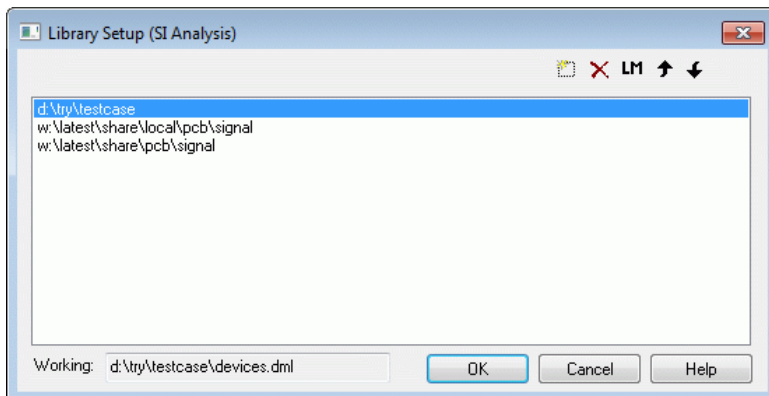 Library Setup (SI Analysis)
LM
d:\try\testcase
w:\latest\share\local\pcb\signal
w:\latest\share\pcb\signal
Working: d:\try\testcase\devices.dml OK Cancel Help